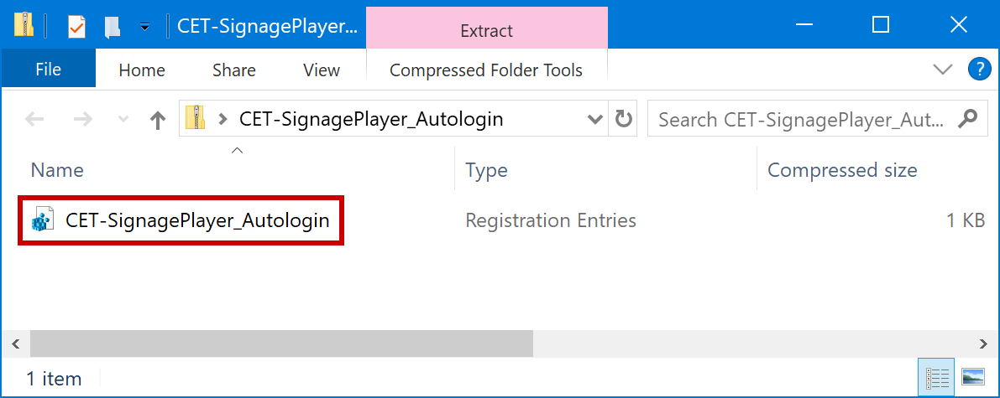 CET-SignagePlayer...
Extract
File
Home
Share
View
Compressed Folder Tools
?
CET-SignagePlayer_Autologin
Search CET-SignagePlayer_Aut...
Name
Type
Compressed size
CET-SignagePlayer_Autologin
Registration Entries
1 KB
1 item